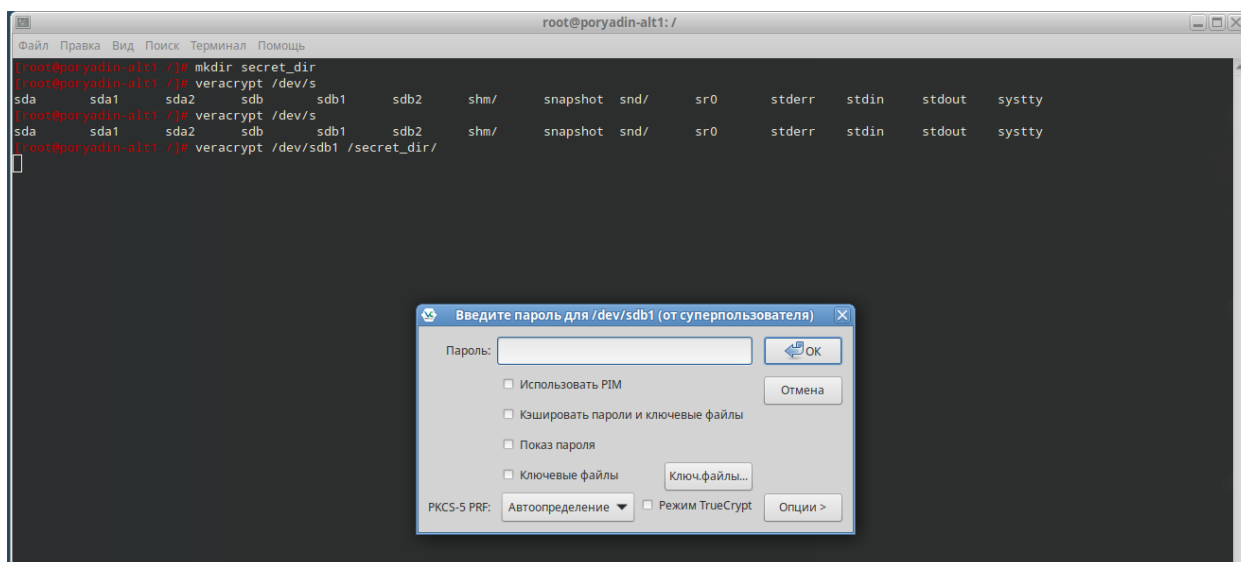 root@poryadin-alt1: /
Файл Правка Вид Поиск Терминал Помощь
[root@poryadin-alt1 /]# mkdir secret_dir
[root@poryadin-alt1 /]# veracrypt /dev/s
sda sda1 sda2 sdb sdb1 sdb2 shm/ snapshot snd/ sr0 stderr stdin stdout systty
[root@poryadin-alt1 /]# veracrypt /dev/s
sda sda1 sda2 sdb sdb1 sdb2 shm/ snapshot snd/ sr0 stderr stdin stdout systty
[root@poryadin-alt1 /]# veracrypt /dev/sdb1 /secret_dir/
Введите пароль для /dev/sdb1 (от суперпользователя)
Пароль: OK
Использовать PIM Отмена
Кэшировать пароли и ключевые файлы
Показ пароля
Ключевые файлы Ключ.файлы...
PKCS-5 PRF: Автоопределение Режим TrueCrypt Опции >